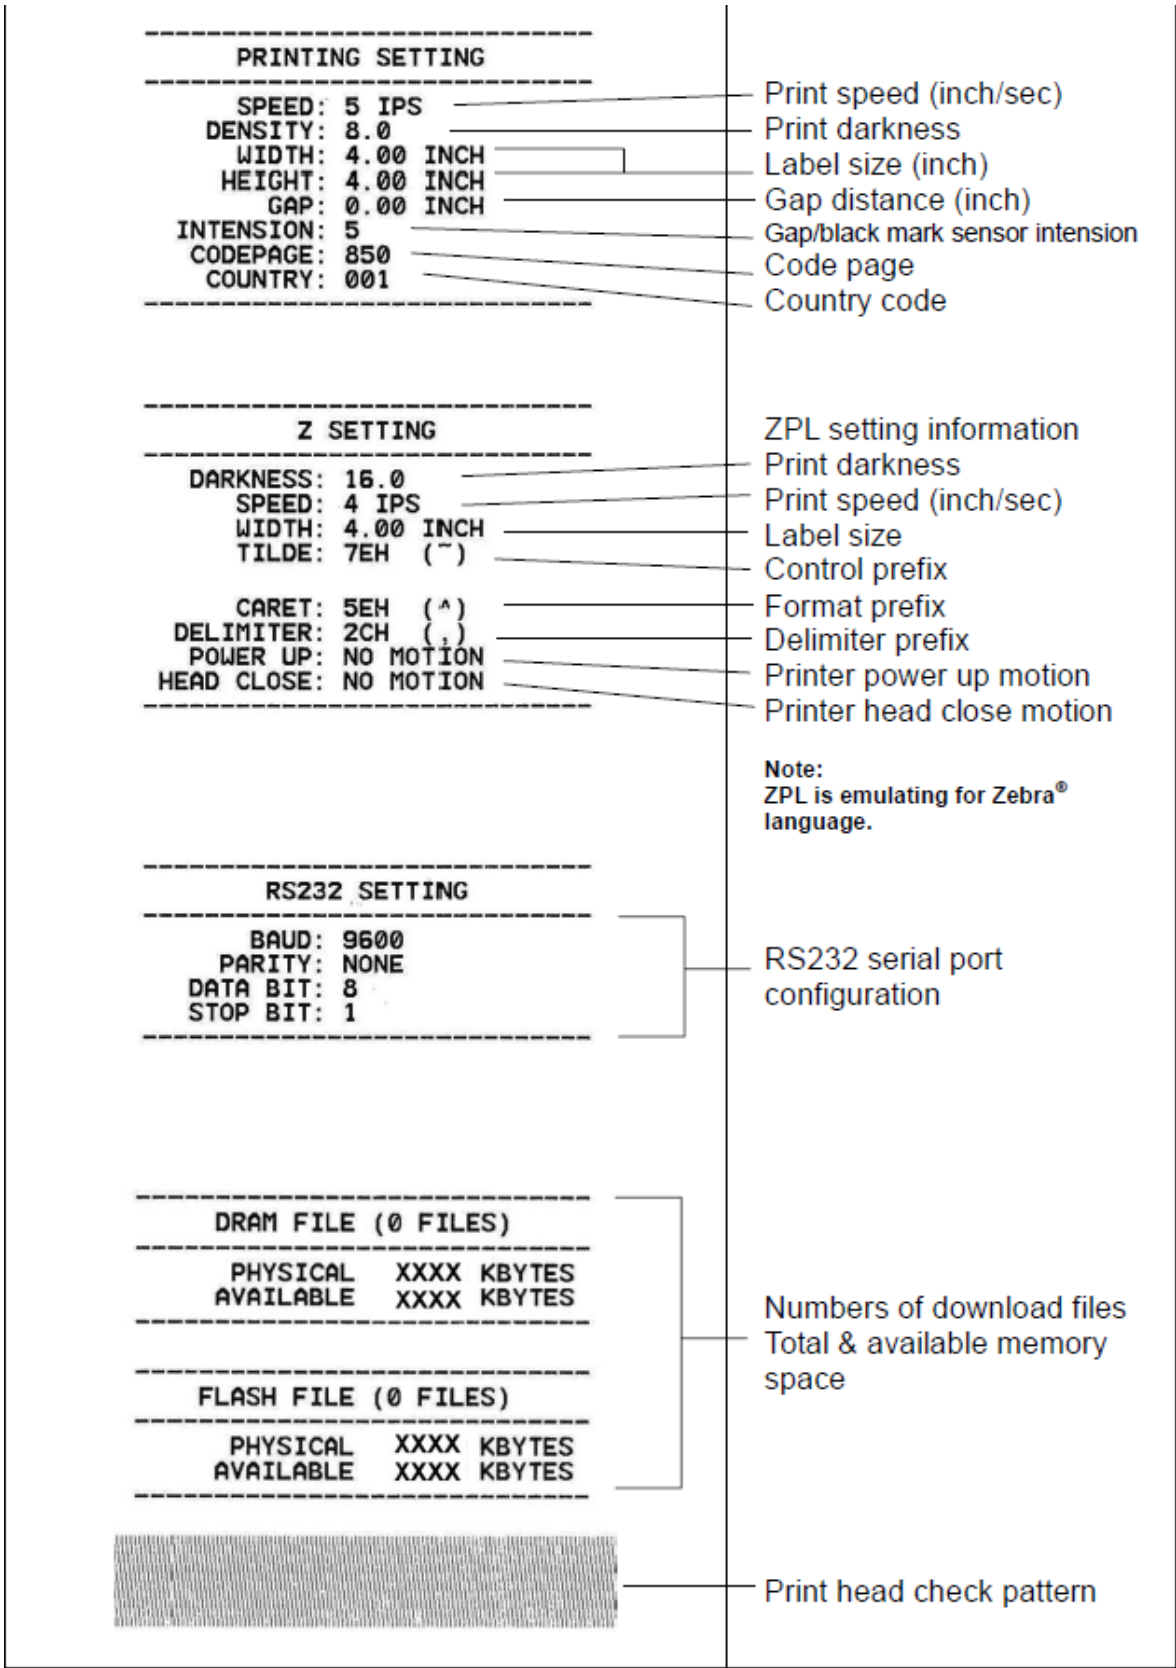 PRINTING SETTING
SPEED: 5 IPS
DENSITY: 8.0
WIDTH: 4.00 INCH
HEIGHT: 4.00 INCH
GAP: 0.00 INCH
INTENSION: 5
CODEPAGE: 850
COUNTRY: 001
Print speed (inch/sec)
Print darkness
Label size (inch)
Gap distance (inch)
Gap/black mark sensor intension
Code page
Country code
Z SETTING
DARKNESS: 16.0
SPEED: 4 IPS
WIDTH: 4.00 INCH
TILDE: 7EH (~)
CARET: 5EH (^)
DELIMITER: 2CH (,)
POWER UP: NO MOTION
HEAD CLOSE: NO MOTION
ZPL setting information
Print darkness
Print speed (inch/sec)
Label size
Control prefix
Format prefix
Delimiter prefix
Printer power up motion
Printer head close motion
Note:
ZPL is emulating for Zebra®
language.
RS232 SETTING
BAUD: 9600
PARITY: NONE
DATA BIT: 8
STOP BIT: 1
RS232 serial port
configuration
DRAM FILE (0 FILES)
PHYSICAL XXXX KBYTES
AVAILABLE XXXX KBYTES
FLASH FILE (0 FILES)
PHYSICAL XXXX KBYTES
AVAILABLE XXXX KBYTES
Numbers of download files
Total & available memory
space
Print head check pattern